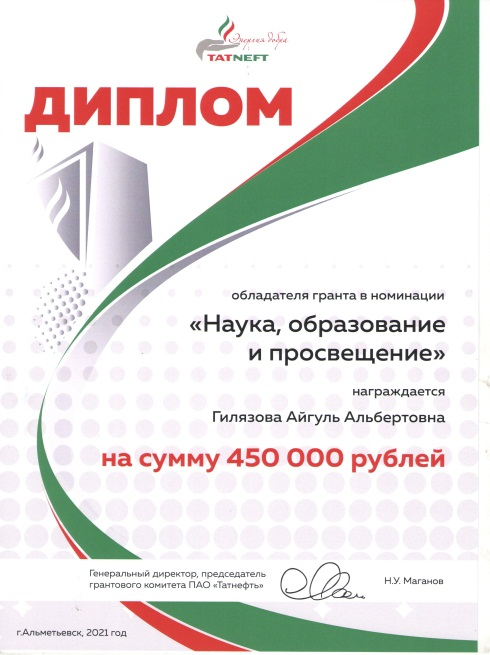 Энергия добра
TATNEFT
ДИПЛОМ
обладателя гранта в номинации
«Наука, образование
и просвещение»
награждается
Гилязова Айгуль Альбертовна
на сумму 450 000 рублей
Генеральный директор, председатель
грантового комитета ПАО «Татнефть»
Н.У. Маганов
г.Альметьевск, 2021 год